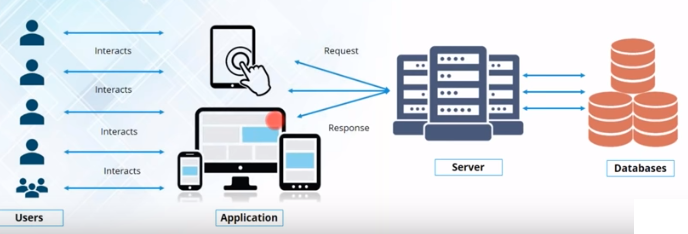 Interacts
Interacts
Interacts
Interacts
Request
Response
Users
Application
Server
Databases